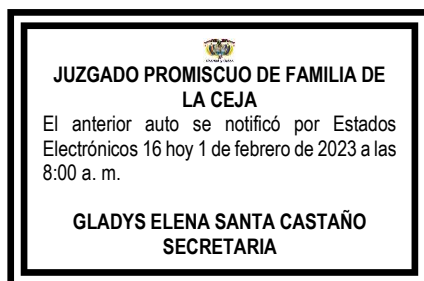 JUZGADO PROMISCUO DE FAMILIA DE
LA CEJA
El anterior auto se notificó por Estados
Electrónicos 16 hoy 1 de febrero de 2023 a las
8:00 a. m.
GLADYS ELENA SANTA CASTAÑO
SECRETARIA